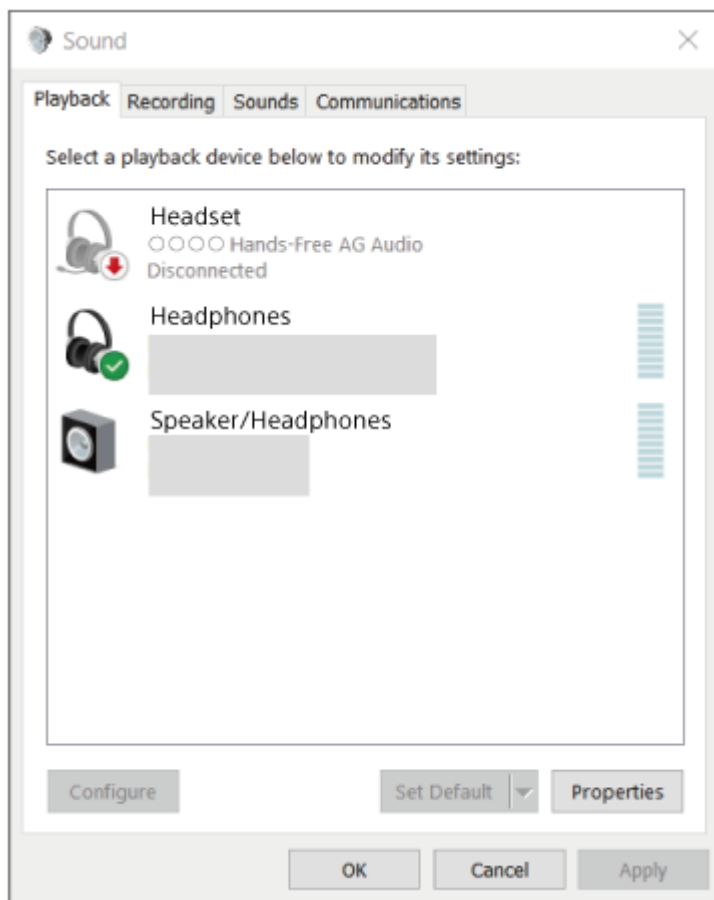 Sound
Playback Recording Sounds Communications
Select a playback device below to modify its settings:
Headset
○○○○ Hands-Free AG Audio
Disconnected
Headphones
Speaker/Headphones
Configure Set Default Properties
OK Cancel Apply